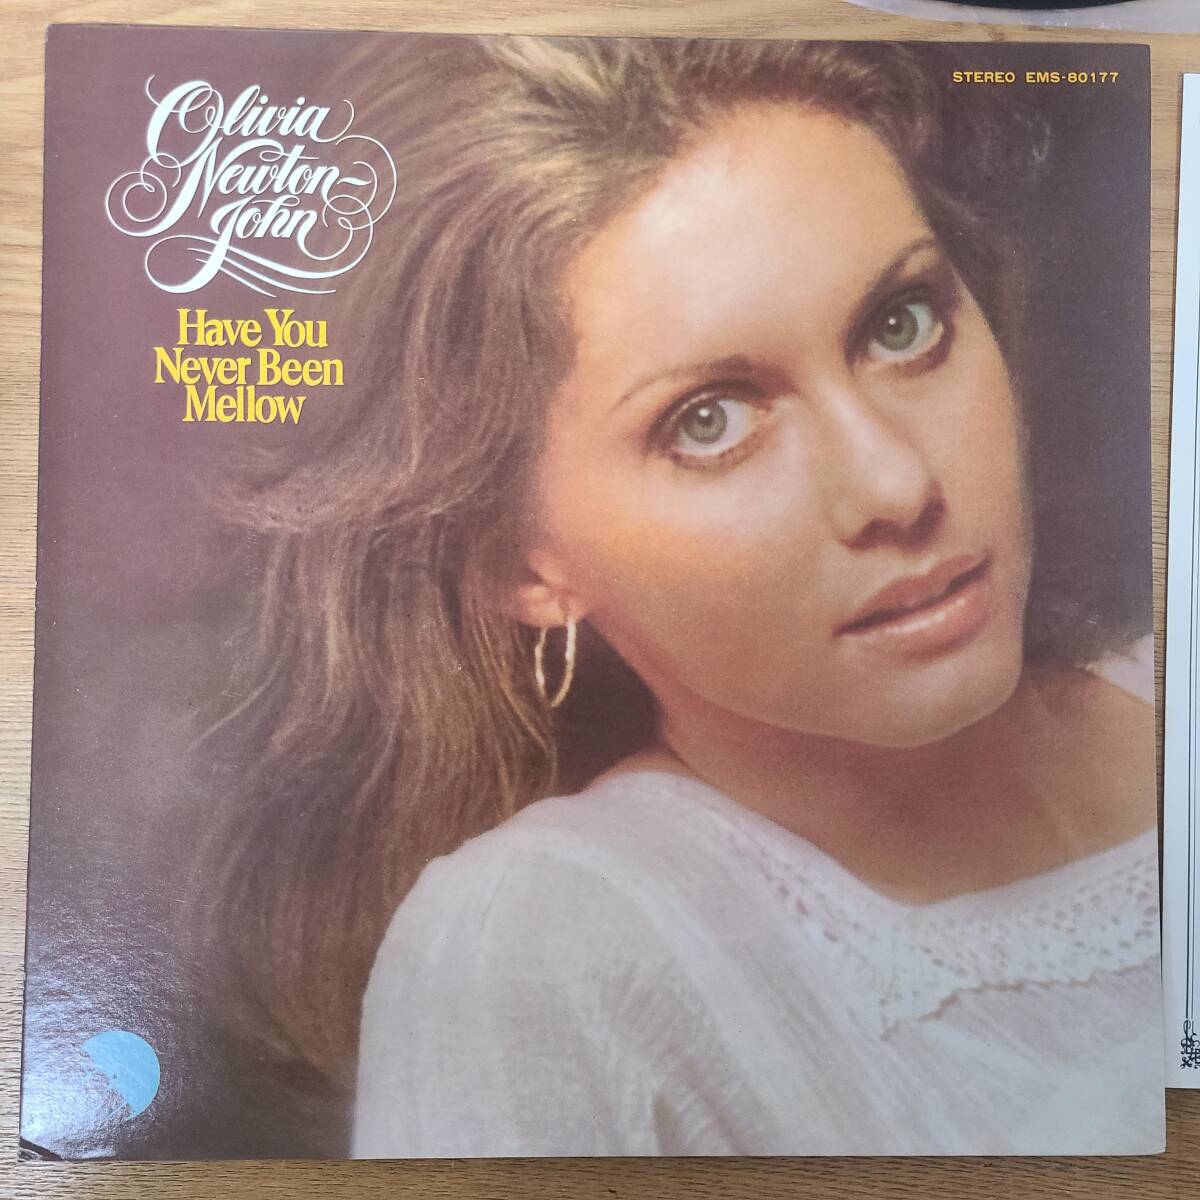 Olivia
Newton-
John
Have You
Never Been
Mellow
STEREO EMS-80177